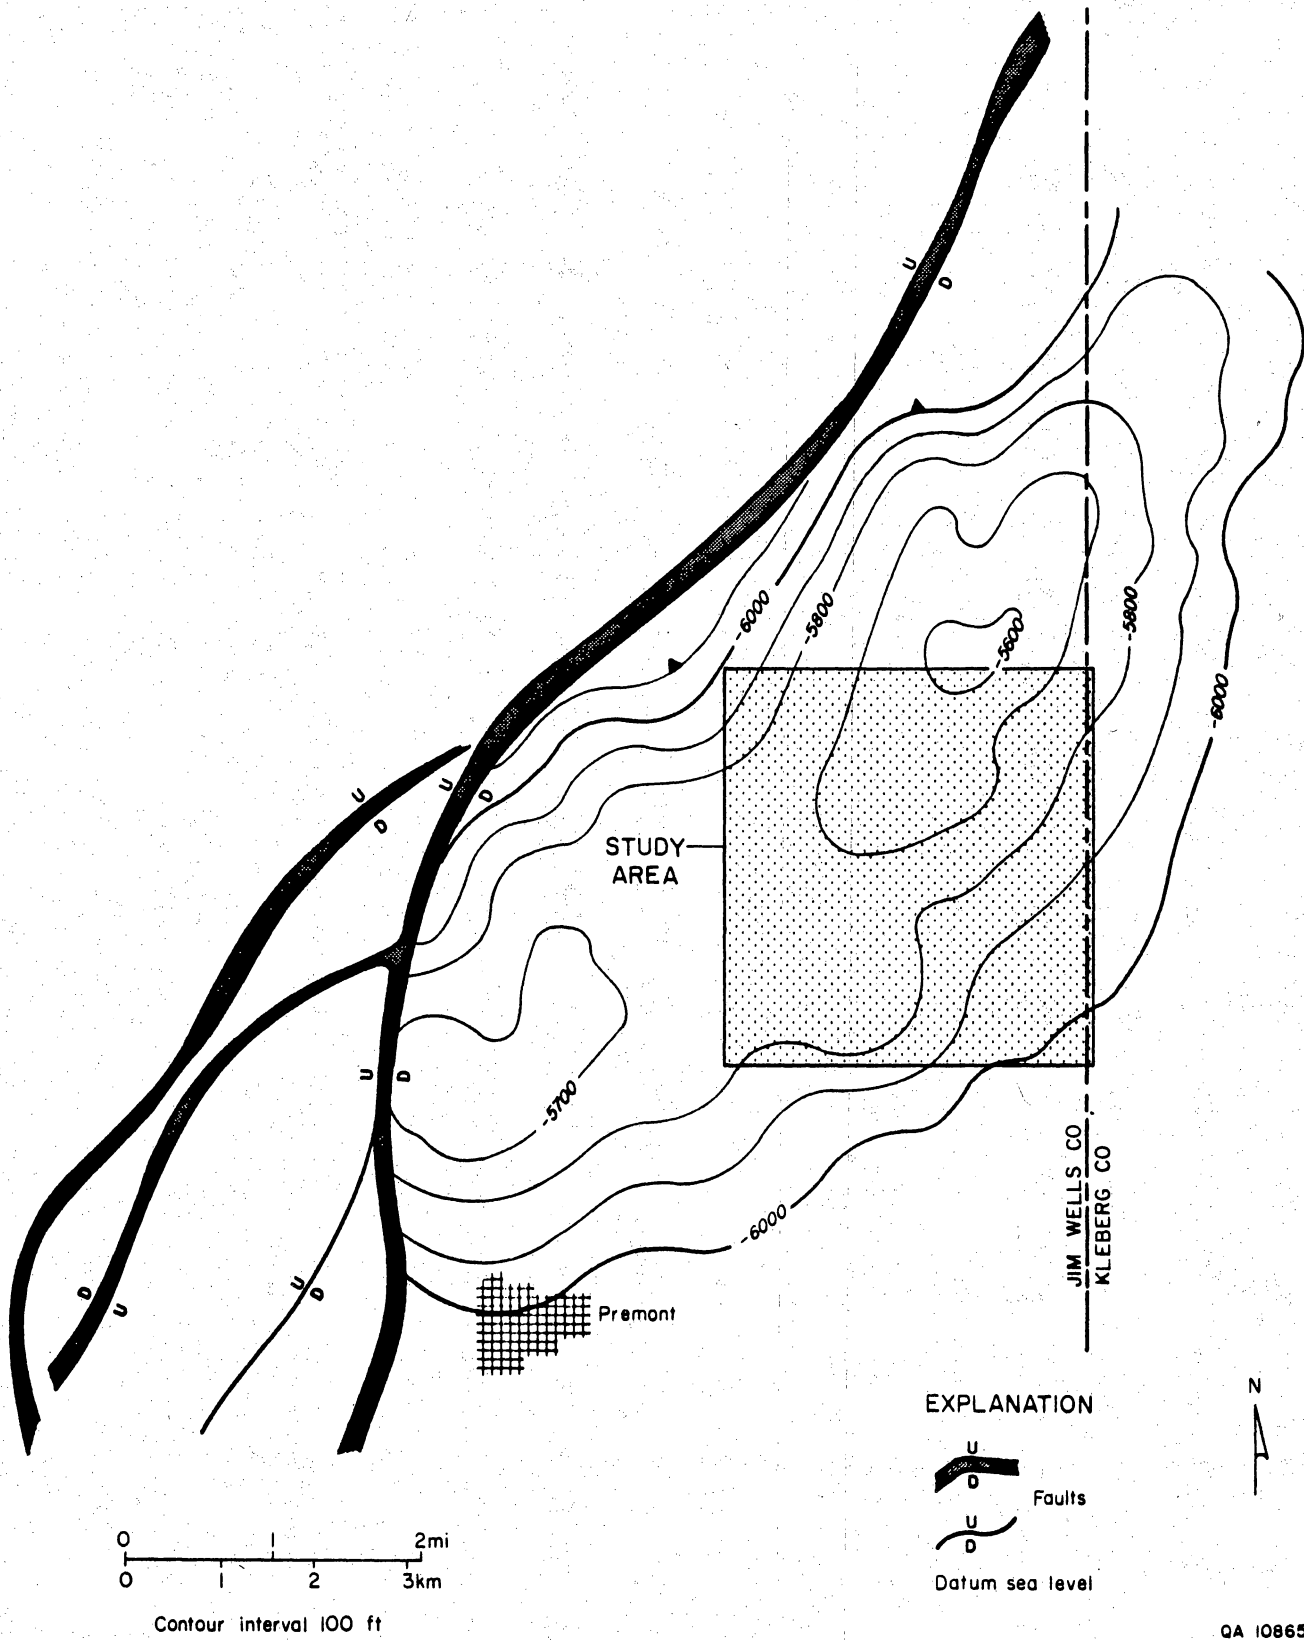 U
D
-6000
-5800
-5600
-5800
-6000
U
D
U
D
STUDY
AREA
U
D
-5700
-6000
JIM WELLS CO
KLEBERG CO
D
U
U
D
Premont
EXPLANATION
N
U
D
Faults
U
D
Datum sea level
0 1 2mi
0 1 2 3km
Contour interval 100 ft
QA 10865